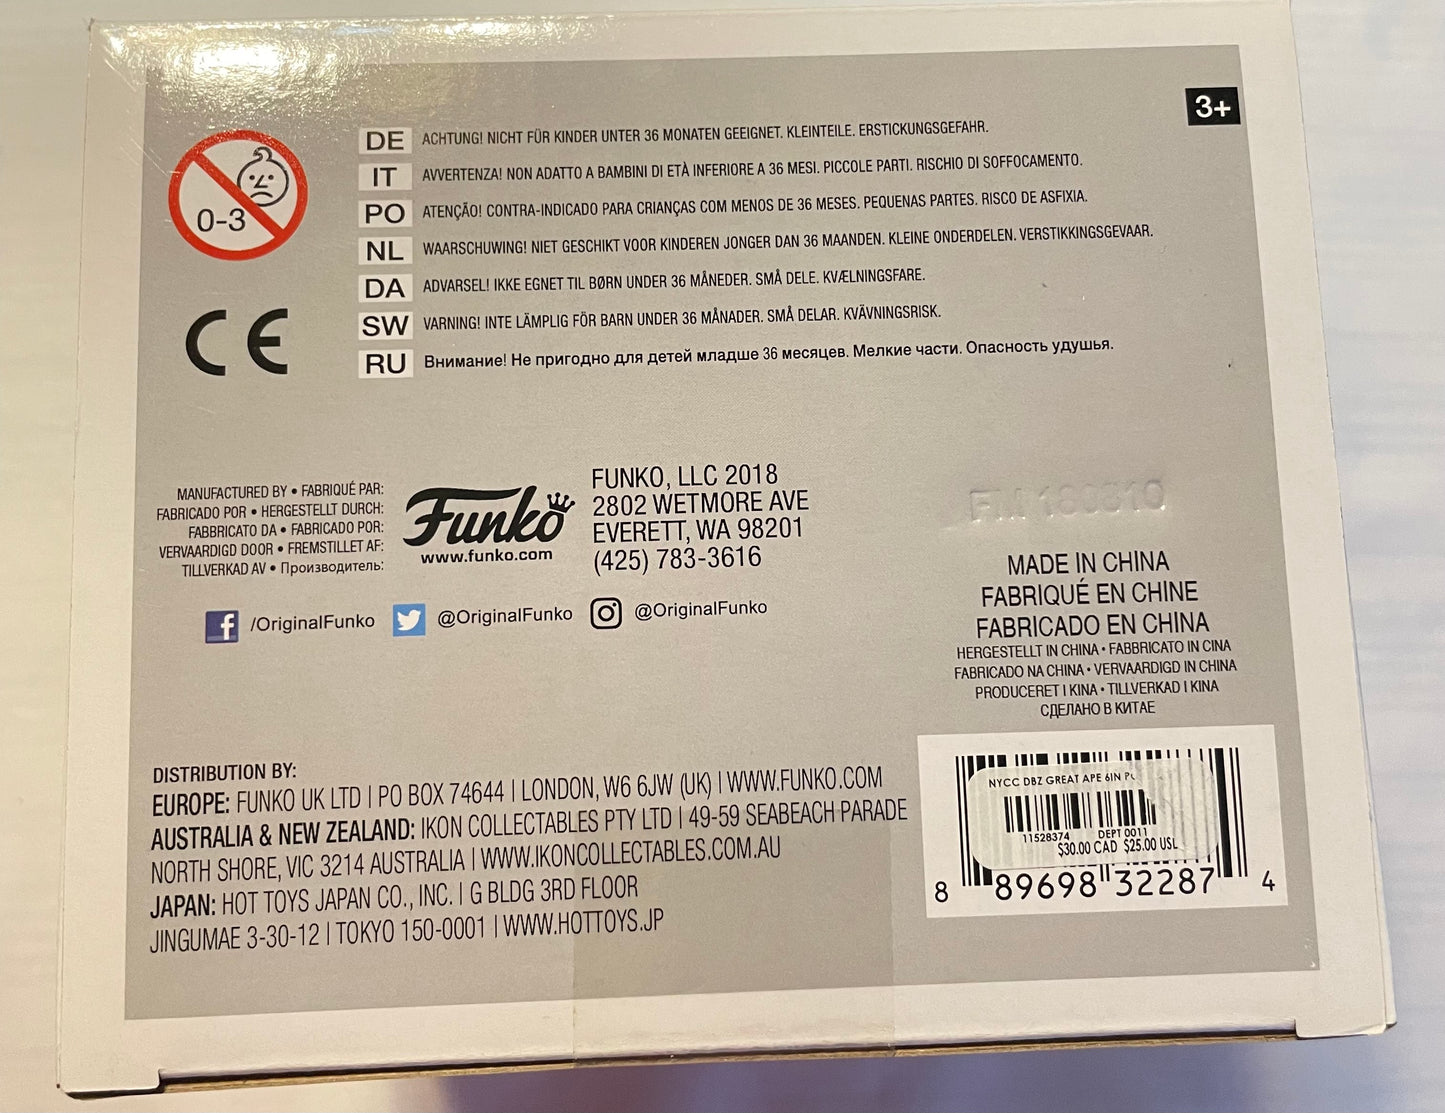 3+
0-3
DE ACHTUNG! NICHT FÜR KINDER UNTER 36 MONATEN GEEIGNET. KLEINTEILE. ERSTICKUNGSGEFAHR.
IT AVVERTENZA! NON ADATTO A BAMBINI DI ETÀ INFERIORE A 36 MESI. PICCOLE PARTI. RISCHIO DI SOFFOCAMENTO.
PO ATENÇÃO! CONTRA-INDICADO PARA CRIANÇAS COM MENOS DE 36 MESES. PEQUENAS PARTES. RISCO DE ASFIXIA.
NL WAARSCHUWING! NIET GESCHIKT VOOR KINDEREN JONGER DAN 36 MAANDEN. KLEINE ONDERDELEN. VERSTIKKINGSGEVAAR.
DA ADVARSEL! IKKE EGNET TIL BØRN UNDER 36 MÅNEDER. SMÅ DELE. KVÆLNINGSFARE.
SW VARNING! INTE LÄMPLIG FÖR BARN UNDER 36 MÅNADER. SMÅ DELAR. KVÄVNINGSRISK.
RU Внимание! Не пригодно для детей младше 36 месяцев. Мелкие части. Опасность удушья.
CE
MANUFACTURED BY • FABRIQUÉ PAR:
FABRICADO POR • HERGESTELLT DURCH:
FABBRICATO DA • FABRICADO POR:
VERVAARDIGD DOOR • FREMSTILLET AF:
TILLVERKAD AV • Производитель:
Funko
www.funko.com
FUNKO, LLC 2018
2802 WETMORE AVE
EVERETT, WA 98201
(425) 783-3616
/OriginalFunko @OriginalFunko @OriginalFunko
MADE IN CHINA
FABRIQUÉ EN CHINE
FABRICADO EN CHINA
HERGESTELLT IN CHINA • FABBRICATO IN CINA
FABRICADO NA CHINA • VERVAARDIGD IN CHINA
PRODUCERET I KINA • TILLVERKAD I KINA
СДЕЛАНО В КИТАЕ
DISTRIBUTION BY:
EUROPE: FUNKO UK LTD | PO BOX 74644 | LONDON, W6 6JW (UK) | WWW.FUNKO.COM
AUSTRALIA & NEW ZEALAND: IKON COLLECTABLES PTY LTD | 49-59 SEABEACH PARADE
NORTH SHORE, VIC 3214 AUSTRALIA | WWW.IKONCOLLECTABLES.COM.AU
JAPAN: HOT TOYS JAPAN CO., INC. | G BLDG 3RD FLOOR
JINGUMAE 3-30-12 | TOKYO 150-0001 | WWW.HOTTOYS.JP
NYCC DBZ GREAT APE 6IN
11528374 DEPT 0011
$30.00 CAD $25.00 USL
8 89698 32287 4